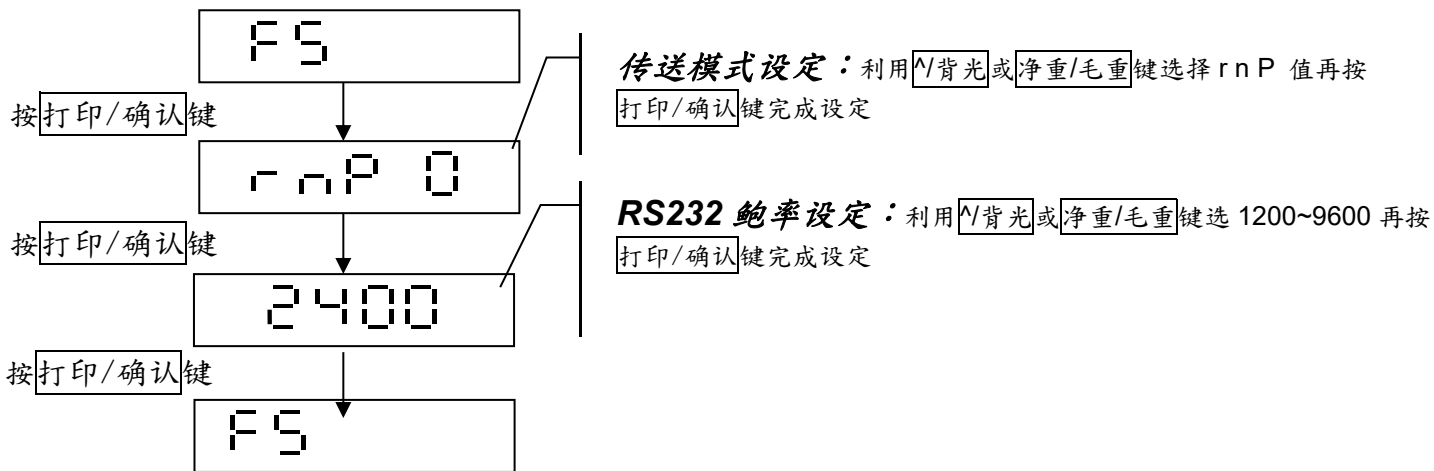 FS
传送模式设定：利用^/背光或净重/毛重键选择 r n P 值再按
打印/确认键完成设定
按打印/确认键
rnP 0
RS232 鲍率设定：利用^/背光或净重/毛重键选 1200~9600 再按
打印/确认键完成设定
按打印/确认键
2400
按打印/确认键
FS